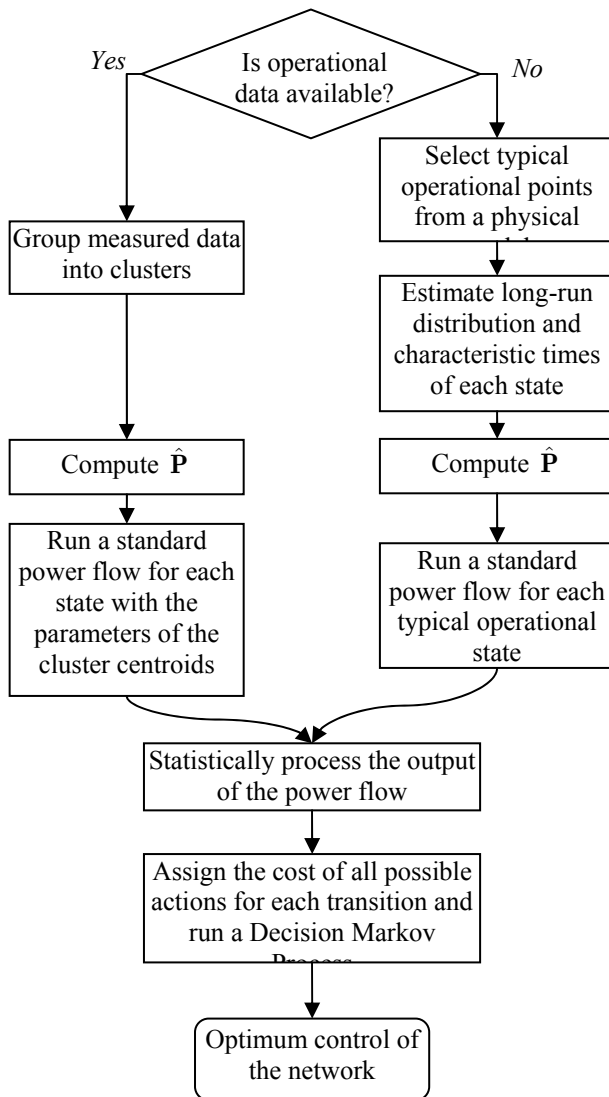 Yes
Is operational
data available?
No
Select typical
operational points
from a physical
Group measured data
into clusters
Estimate long-run
distribution and
characteristic times
of each state
Compute P̂
Compute P̂
Run a standard
power flow for each
state with the
parameters of the
cluster centroids
Run a standard
power flow for each
typical operational
state
Statistically process the output
of the power flow
Assign the cost of all possible
actions for each transition and
run a Decision Markov
Process
Optimum control of
the network